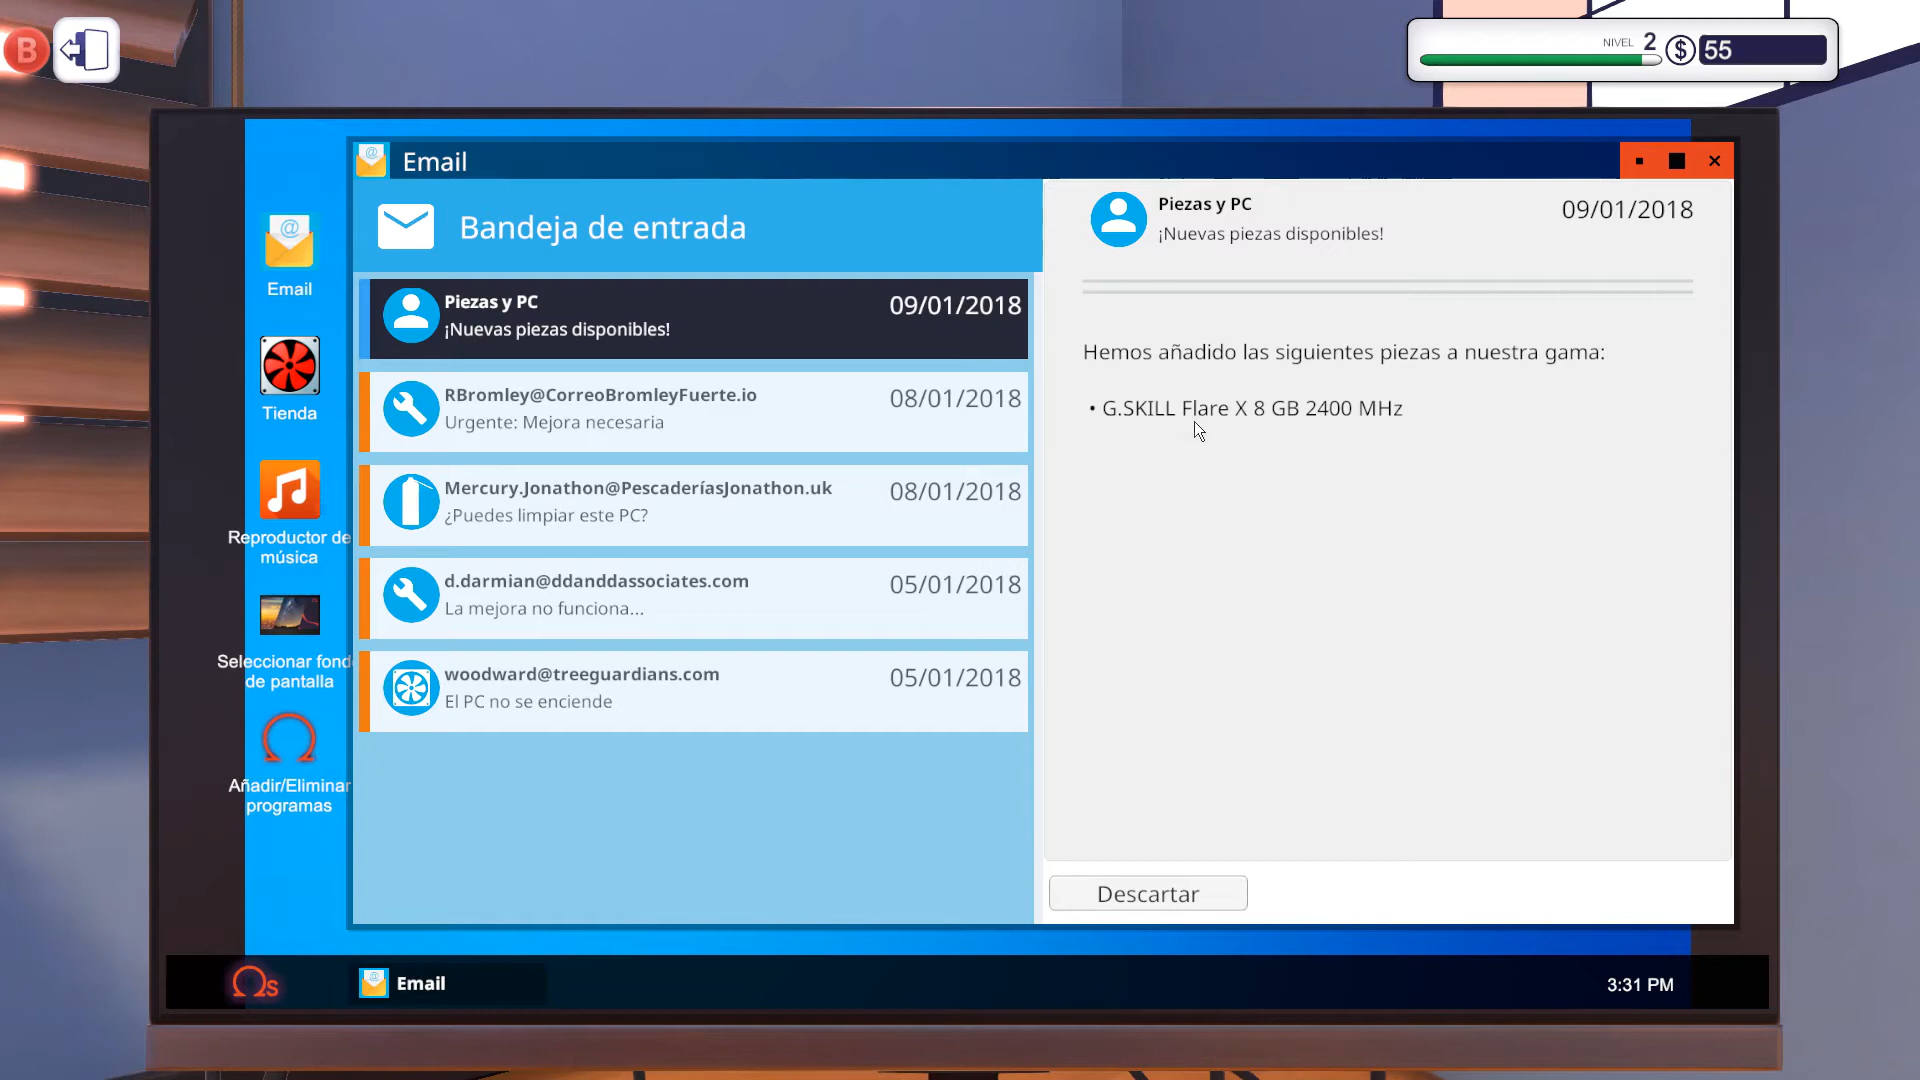 B
NIVEL 2
$ 55
Email
Bandeja de entrada
Piezas y PC
09/01/2018
¡Nuevas piezas disponibles!
RBromley@CorreoBromleyFuerte.io
08/01/2018
Urgente: Mejora necesaria
Mercury.Jonathon@PescaderíasJonathon.uk
08/01/2018
¿Puedes limpiar este PC?
d.darmian@ddanddassociates.com
05/01/2018
La mejora no funciona...
woodward@treeguardians.com
05/01/2018
El PC no se enciende
Piezas y PC
09/01/2018
¡Nuevas piezas disponibles!
Hemos añadido las siguientes piezas a nuestra gama:
• G.SKILL Flare X 8 GB 2400 MHz
Descartar
Email
Tienda
Reproductor de
música
Seleccionar fond
de pantalla
Añadir/Eliminar
programas
Ωs
Email
3:31 PM